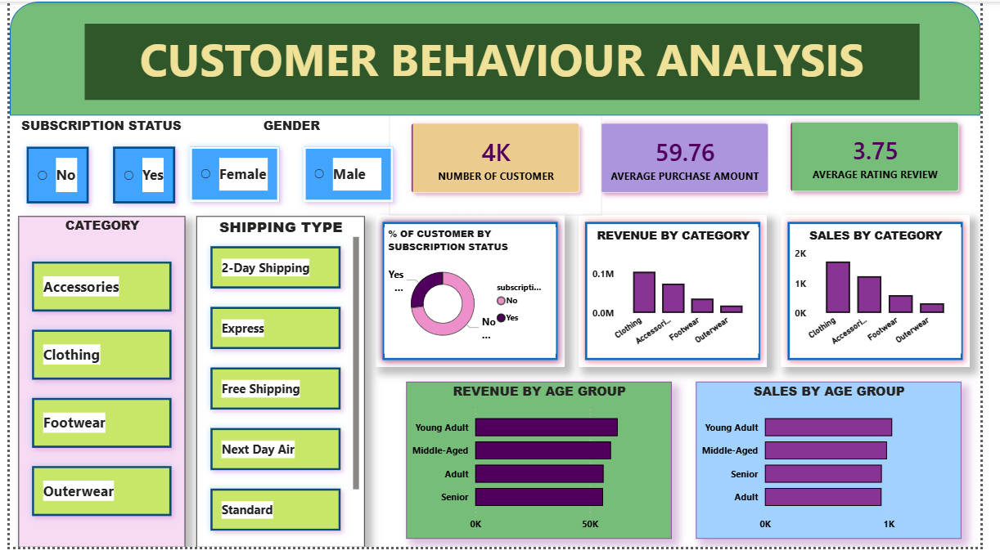 CUSTOMER BEHAVIOUR ANALYSIS
SUBSCRIPTION STATUS
No
Yes
GENDER
Female
Male
4K
NUMBER OF CUSTOMER
59.76
AVERAGE PURCHASE AMOUNT
3.75
AVERAGE RATING REVIEW
CATEGORY
Accessories
Clothing
Footwear
Outerwear
SHIPPING TYPE
2-Day Shipping
Express
Free Shipping
Next Day Air
Standard
% OF CUSTOMER BY
SUBSCRIPTION STATUS
Yes
...
No
...
subscripti...
No
Yes
REVENUE BY CATEGORY
0.1M
0.0M
Clothing
Accessori...
Footwear
Outerwear
SALES BY CATEGORY
2K
1K
0K
Clothing
Accessori...
Footwear
Outerwear
REVENUE BY AGE GROUP
Young Adult
Middle-Aged
Adult
Senior
0K 50K
SALES BY AGE GROUP
Young Adult
Middle-Aged
Senior
Adult
0K 1K